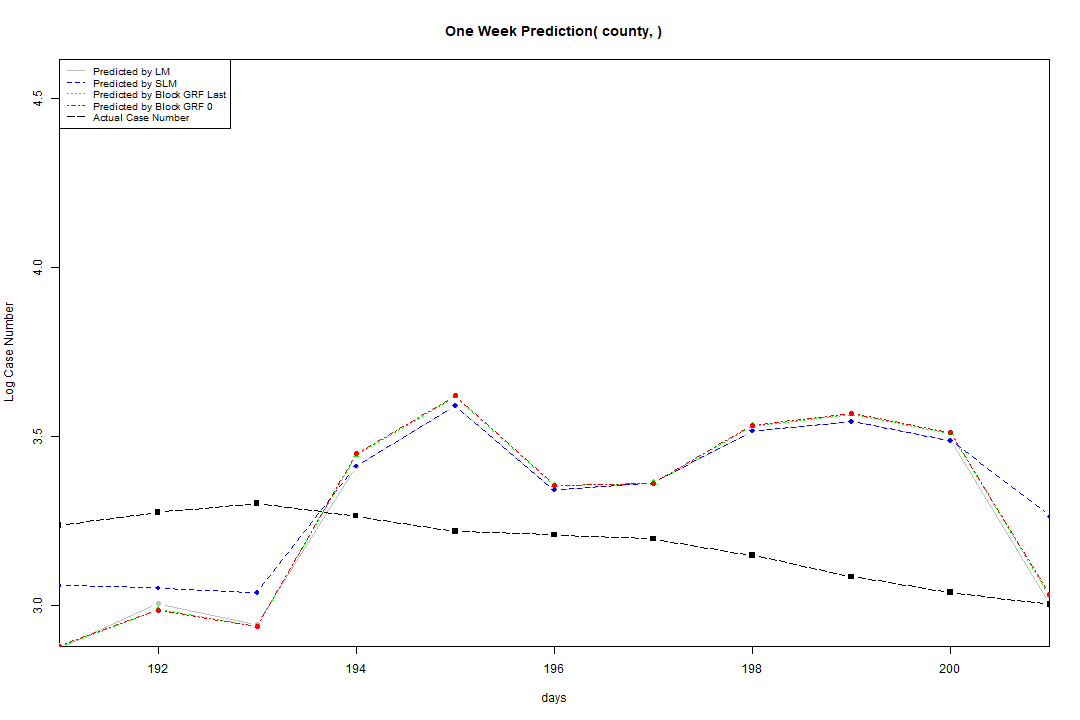 One Week Prediction( county, )
Predicted by LM
Predicted by SLM
Predicted by Block GRF Last
Predicted by Block GRF 0
Actual Case Number
4.5
4.0
3.5
3.0
Log Case Number
192
194
196
198
200
days